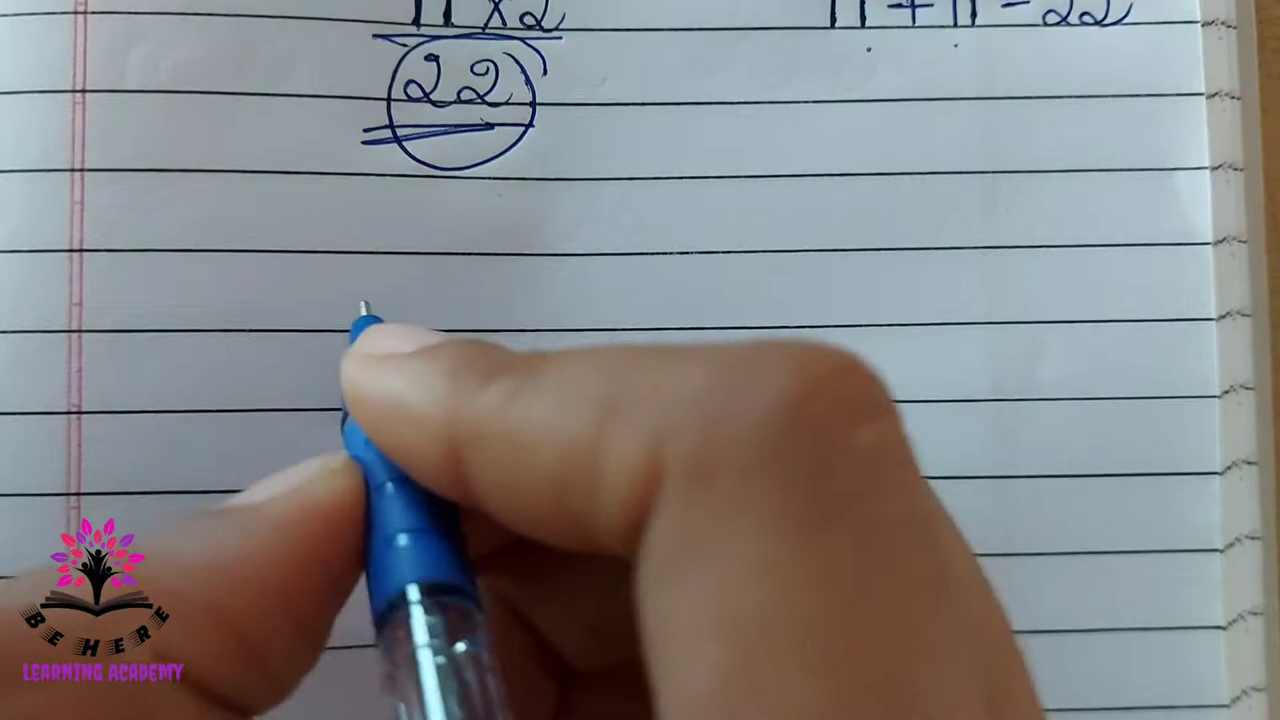 11 x 2
11 + 11 = 22
22
BE HERE
LEARNING ACADEMY